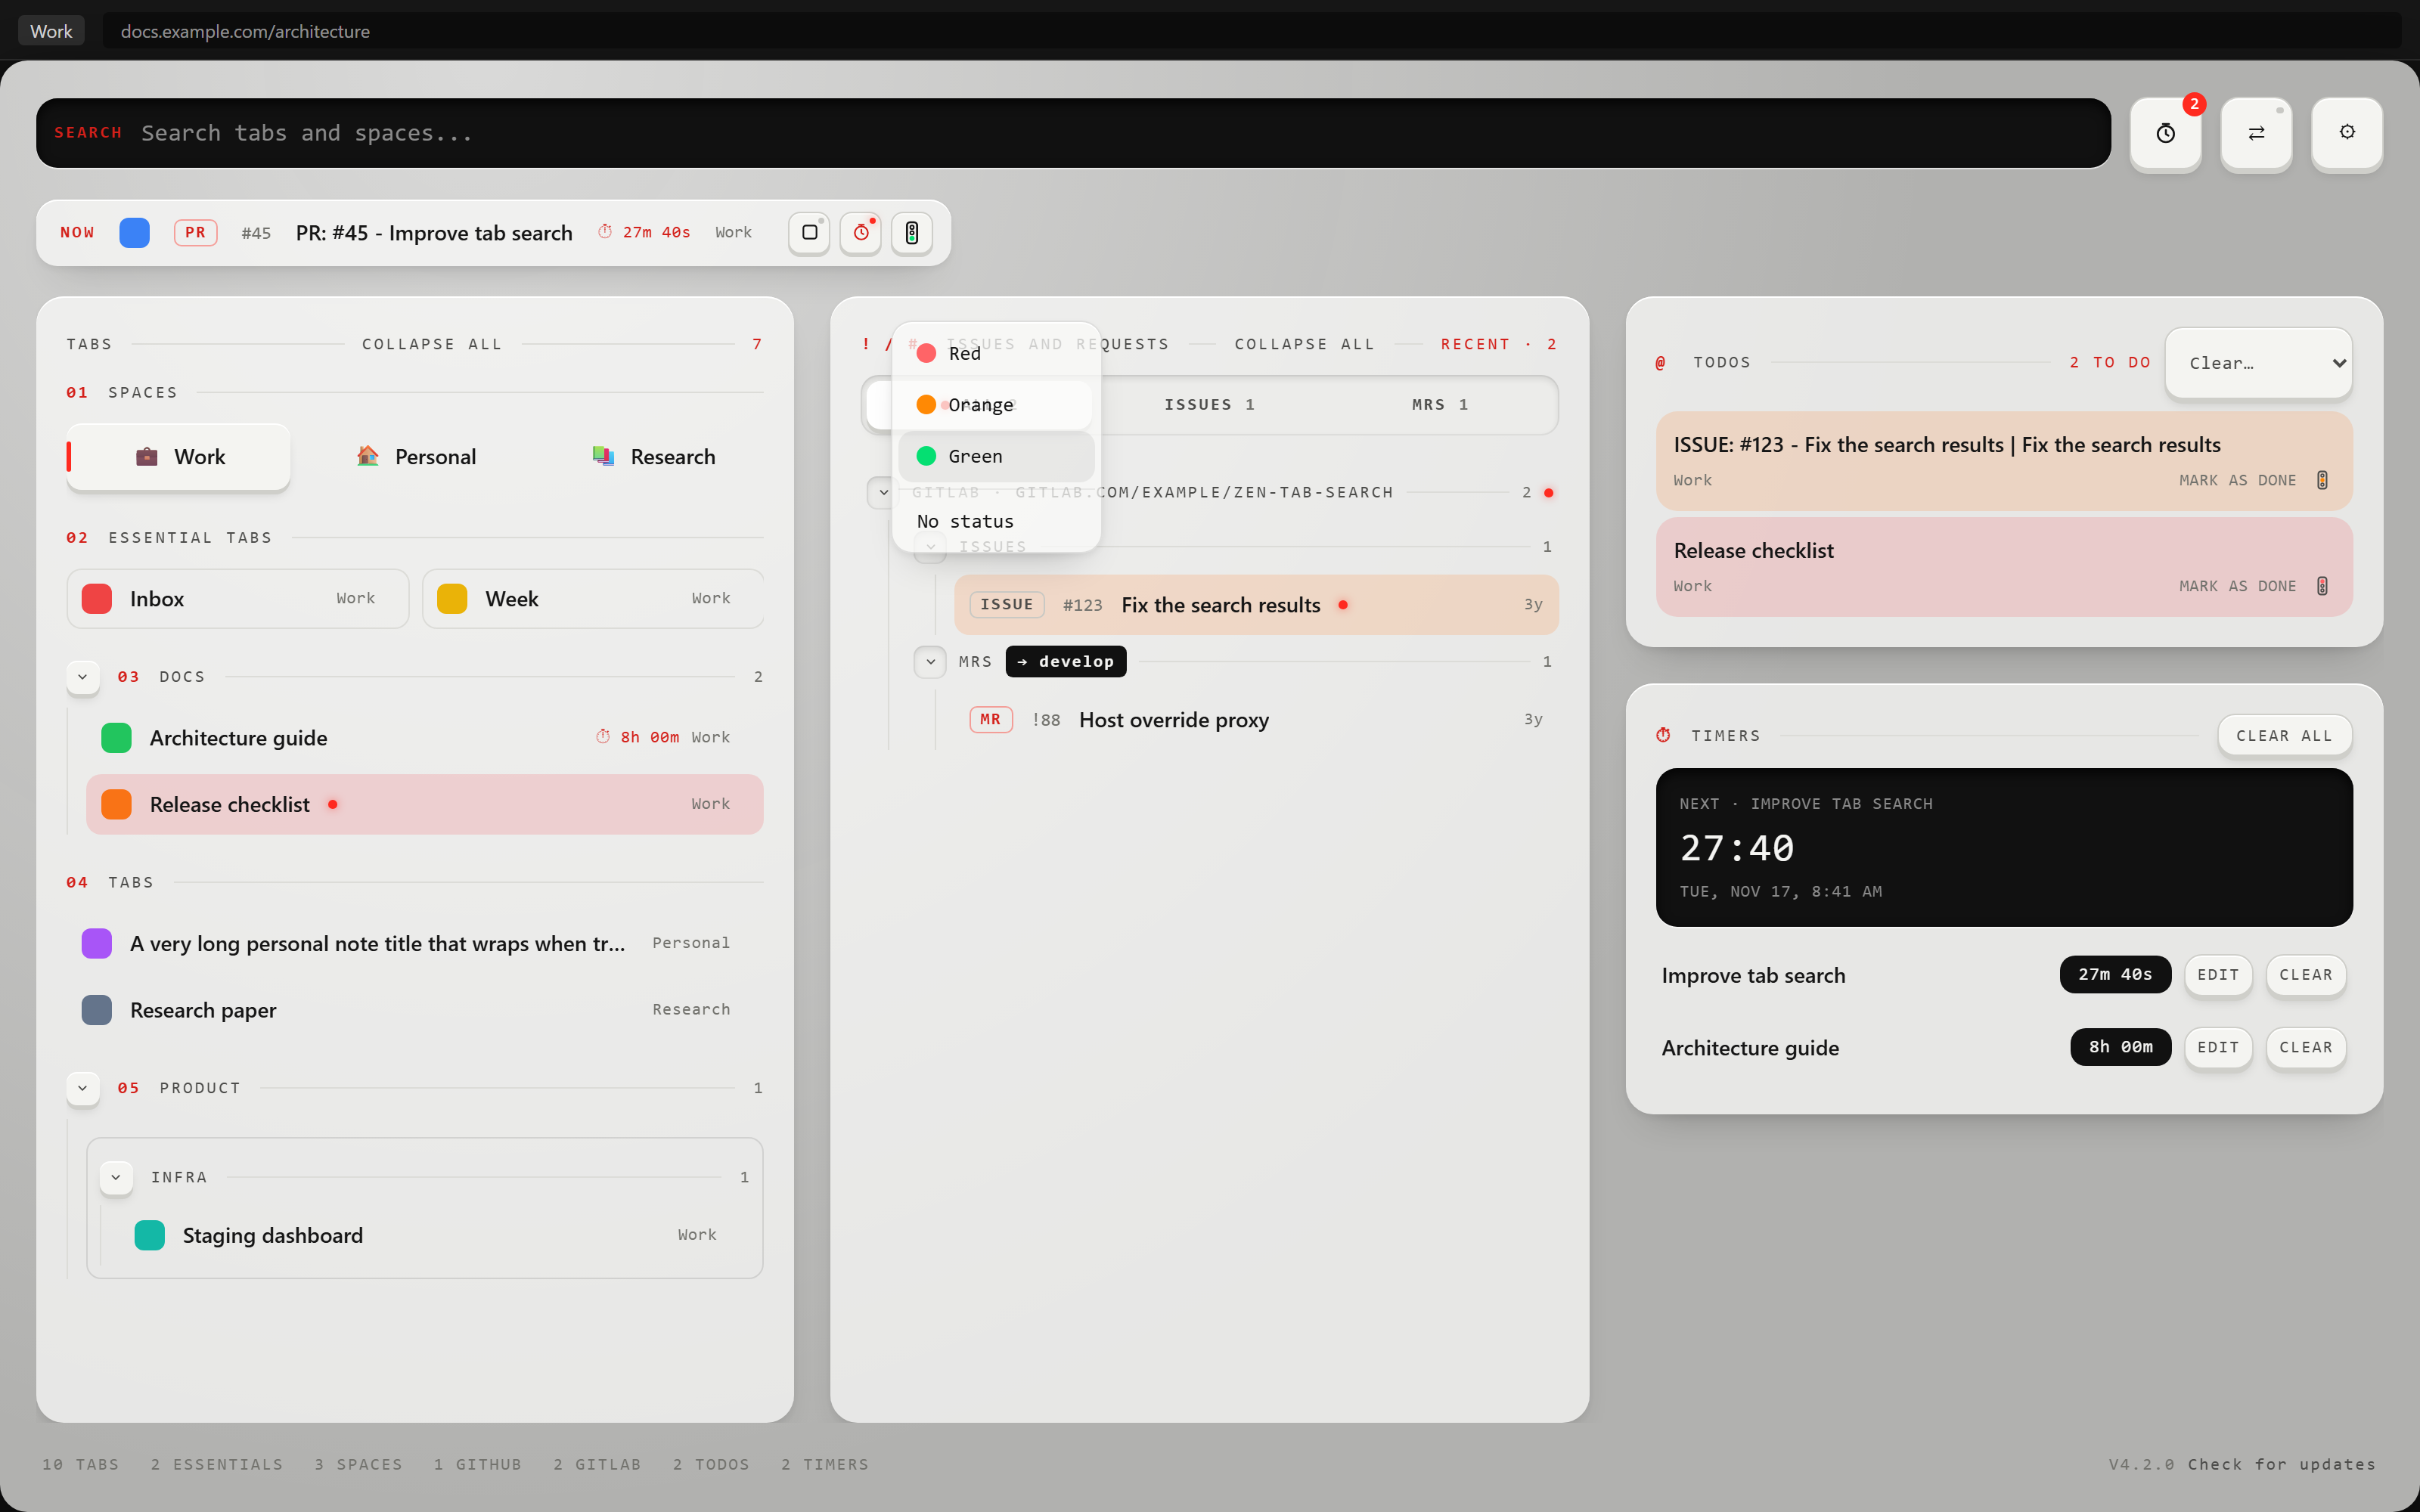 Work docs.example.com/architecture
SEARCH Search tabs and spaces...
2
NOW PR #45 PR: #45 - Improve tab search ⏱ 27m 40s Work
TABS COLLAPSE ALL 7
01 SPACES
Work Personal Research
02 ESSENTIAL TABS
Inbox Work Week Work
03 DOCS 2
Architecture guide ⏱ 8h 00m Work
Release checklist Work
04 TABS
A very long personal note title that wraps when tr... Personal
Research paper Research
05 PRODUCT 1
INFRA 1
Staging dashboard Work
! / # ISSUES AND REQUESTS COLLAPSE ALL RECENT · 2
ISSUES 1 MRS 1
Red
Orange
Green
No status
GITLAB · GITLAB.COM/EXAMPLE/ZEN-TAB-SEARCH 2
ISSUES 1
ISSUE #123 Fix the search results 3y
MRS → develop 1
MR !88 Host override proxy 3y
@ TODOS 2 TO DO Clear…
ISSUE: #123 - Fix the search results | Fix the search results
Work MARK AS DONE
Release checklist
Work MARK AS DONE
⏱ TIMERS CLEAR ALL
NEXT · IMPROVE TAB SEARCH
27:40
TUE, NOV 17, 8:41 AM
Improve tab search 27m 40s EDIT CLEAR
Architecture guide 8h 00m EDIT CLEAR
10 TABS 2 ESSENTIALS 3 SPACES 1 GITHUB 2 GITLAB 2 TODOS 2 TIMERS
V4.2.0 Check for updates